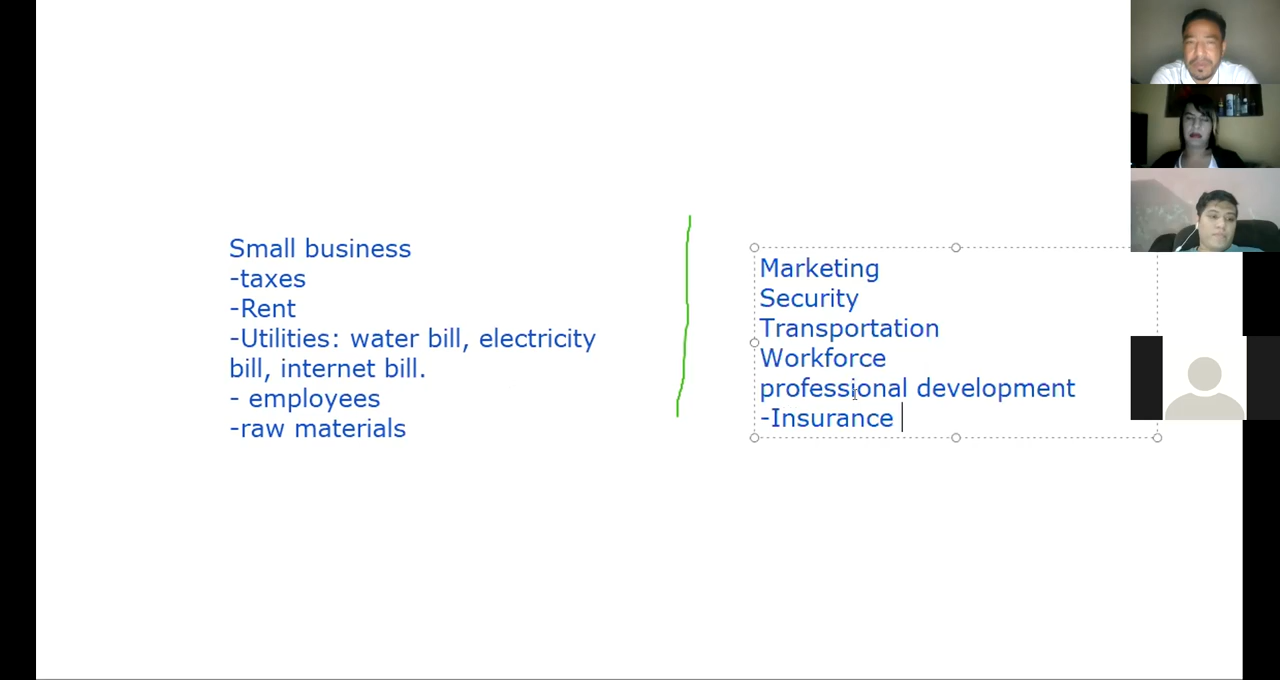 Small business
-taxes
-Rent
-Utilities: water bill, electricity
bill, internet bill.
- employees
-raw materials
Marketing
Security
Transportation
Workforce
professional development
-Insurance